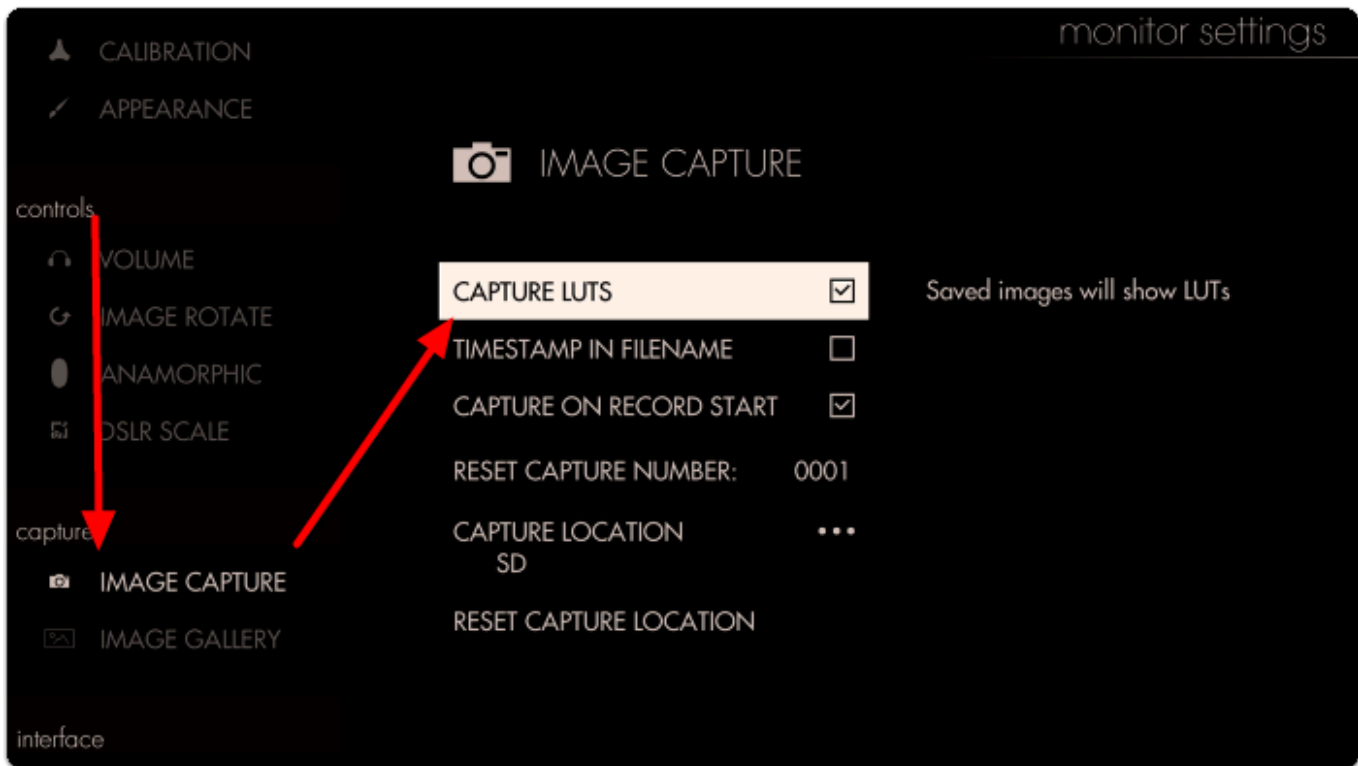 monitor settings
CALIBRATION
APPEARANCE
controls
VOLUME
IMAGE ROTATE
ANAMORPHIC
DSLR SCALE
capture
IMAGE CAPTURE
IMAGE GALLERY
interface
IMAGE CAPTURE
CAPTURE LUTS
Saved images will show LUTs
TIMESTAMP IN FILENAME
CAPTURE ON RECORD START
RESET CAPTURE NUMBER: 0001
CAPTURE LOCATION •••
SD
RESET CAPTURE LOCATION